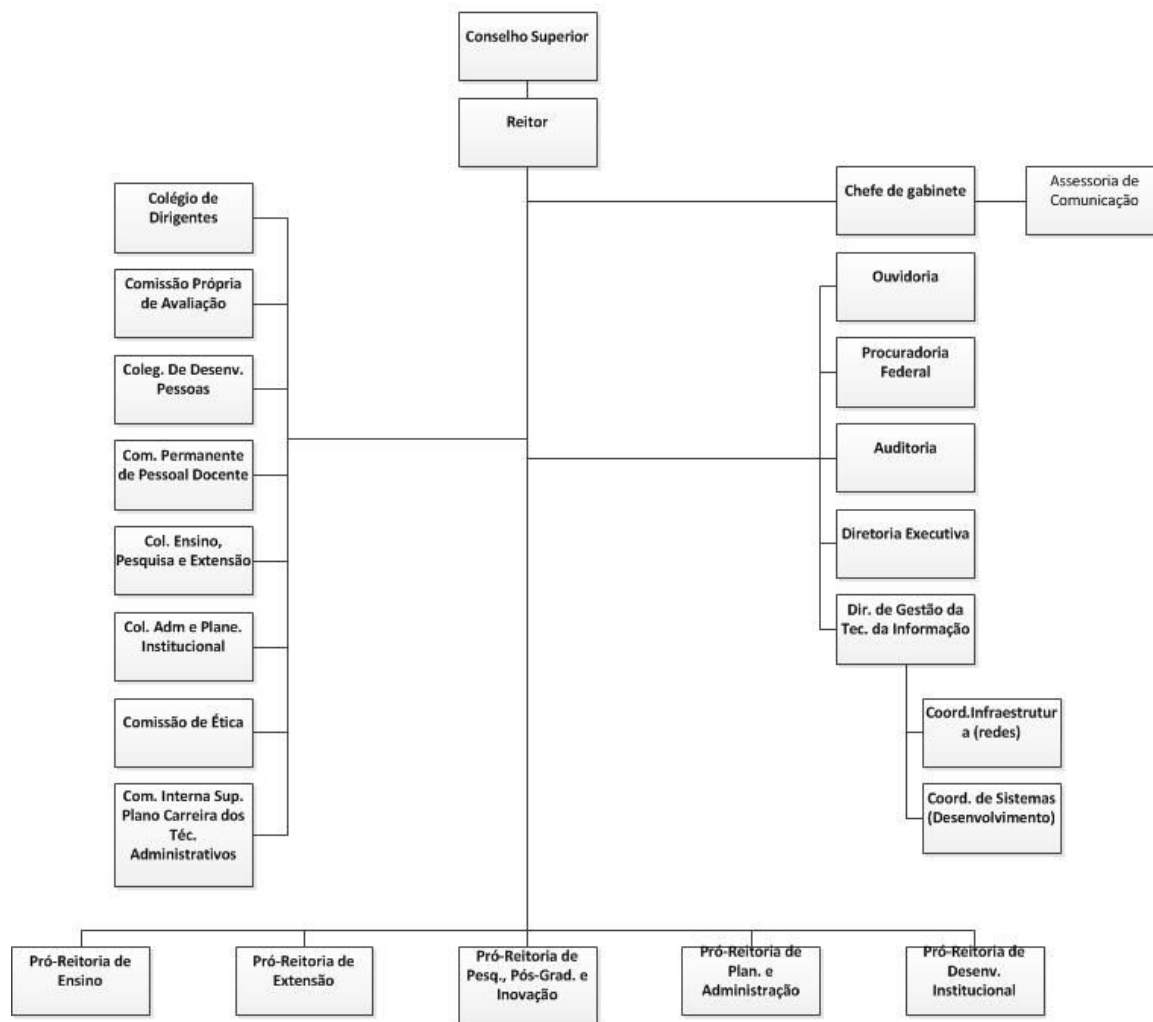 Conselho Superior
Reitor
Colégio de
Dirigentes
Comissão Própria
de Avaliação
Coleg. De Desenv.
Pessoas
Com. Permanente
de Pessoal Docente
Col. Ensino,
Pesquisa e Extensão
Col. Adm e Plane.
Institucional
Comissão de Ética
Com. Interna Sup.
Plano Carreira dos
Téc.
Administrativos
Chefe de gabinete
Assessoria de
Comunicação
Ouvidoria
Procuradoria
Federal
Auditoria
Diretoria Executiva
Dir. de Gestão da
Tec. da Informação
Coord.Infraestrutur
a (redes)
Coord. de Sistemas
(Desenvolvimento)
Pró-Reitoria de
Ensino
Pró-Reitoria de
Extensão
Pró-Reitoria de
Pesq., Pós-Grad. e
Inovação
Pró-Reitoria de
Plan. e
Administração
Pró-Reitoria de
Desenv.
Institucional